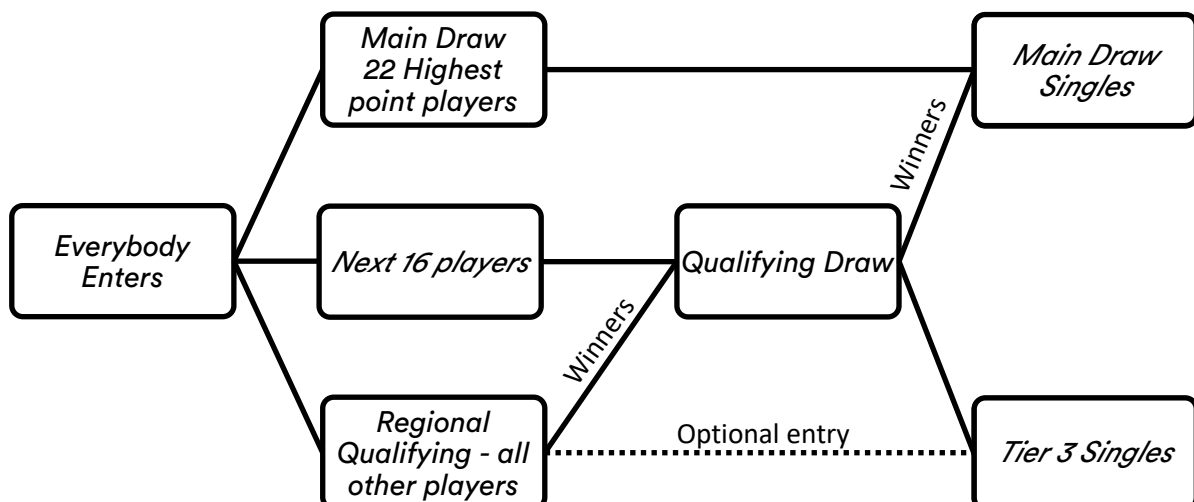 Main Draw
22 Highest
point players
Main Draw
Singles
Winners
Everybody
Enters
Next 16 players
Qualifying Draw
Winners
Regional
Qualifying - all
other players
Optional entry
Tier 3 Singles